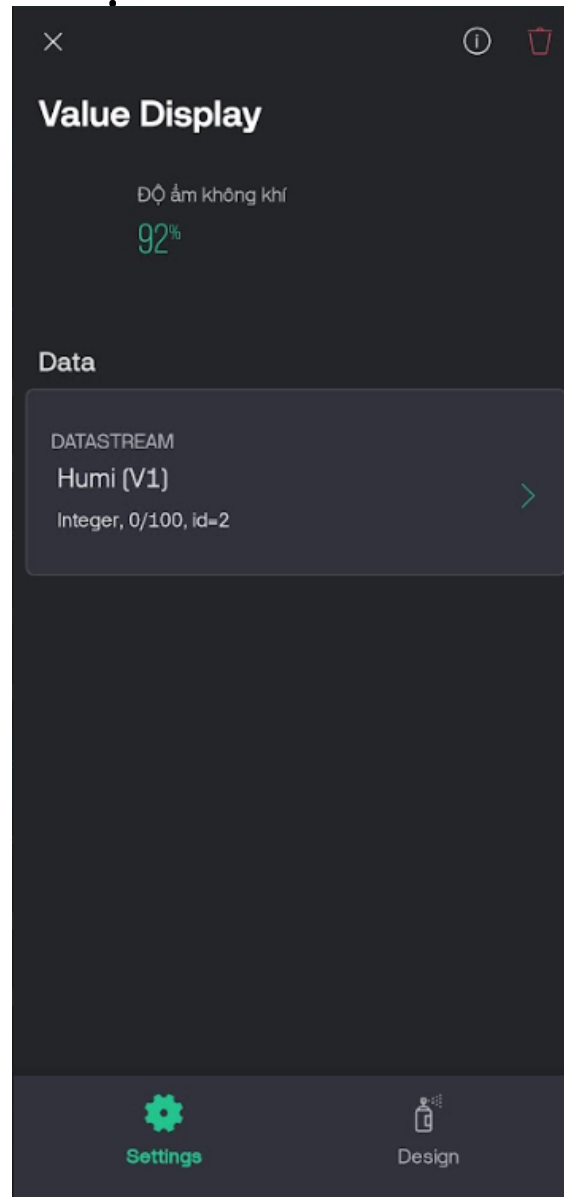 Value Display
ĐỘ ẩm không khí
92%
Data
DATASTREAM
Humi (V1)
Integer, 0/100, id=2
Settings
Design